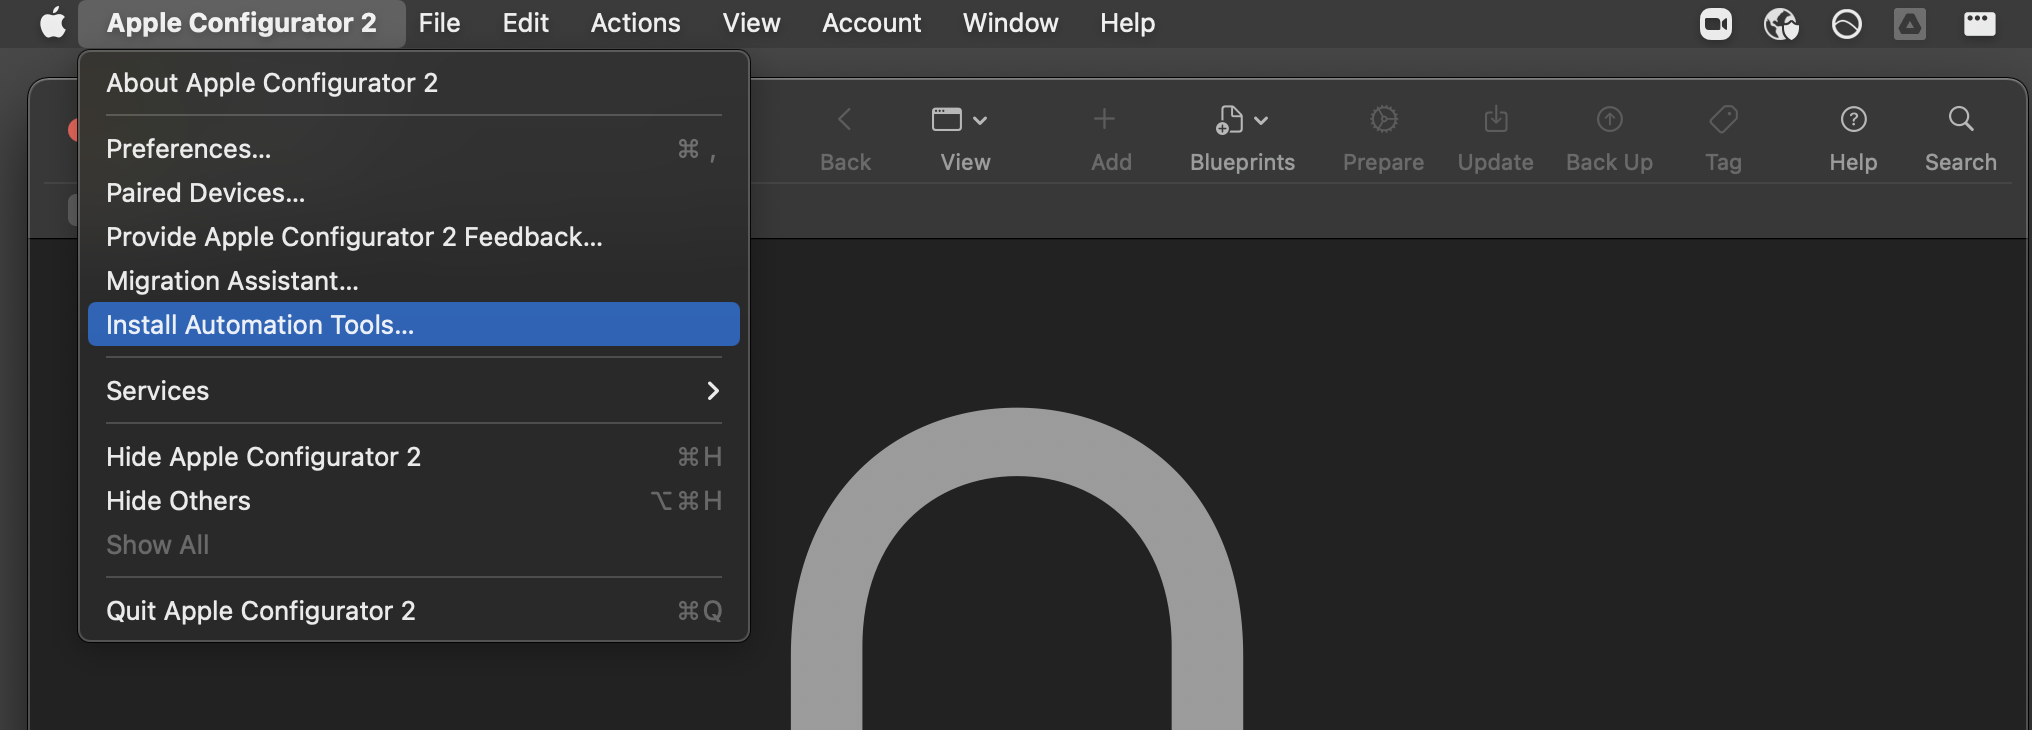 Apple Configurator 2 File Edit Actions View Account Window Help
About Apple Configurator 2
Preferences... ⌘ ,
Paired Devices...
Provide Apple Configurator 2 Feedback...
Migration Assistant...
Install Automation Tools...
Services
Hide Apple Configurator 2 ⌘H
Hide Others ⌥⌘H
Show All
Quit Apple Configurator 2 ⌘Q
Back View Add Blueprints Prepare Update Back Up Tag Help Search